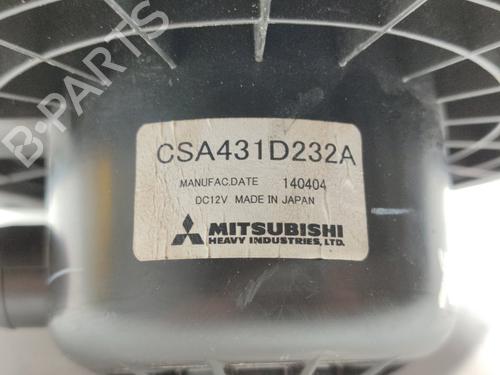 B-PARTS
CSA431D232A
MANUFAC.DATE 140404
DC12V MADE IN JAPAN
MITSUBISHI
HEAVY INDUSTRIES, LTD.